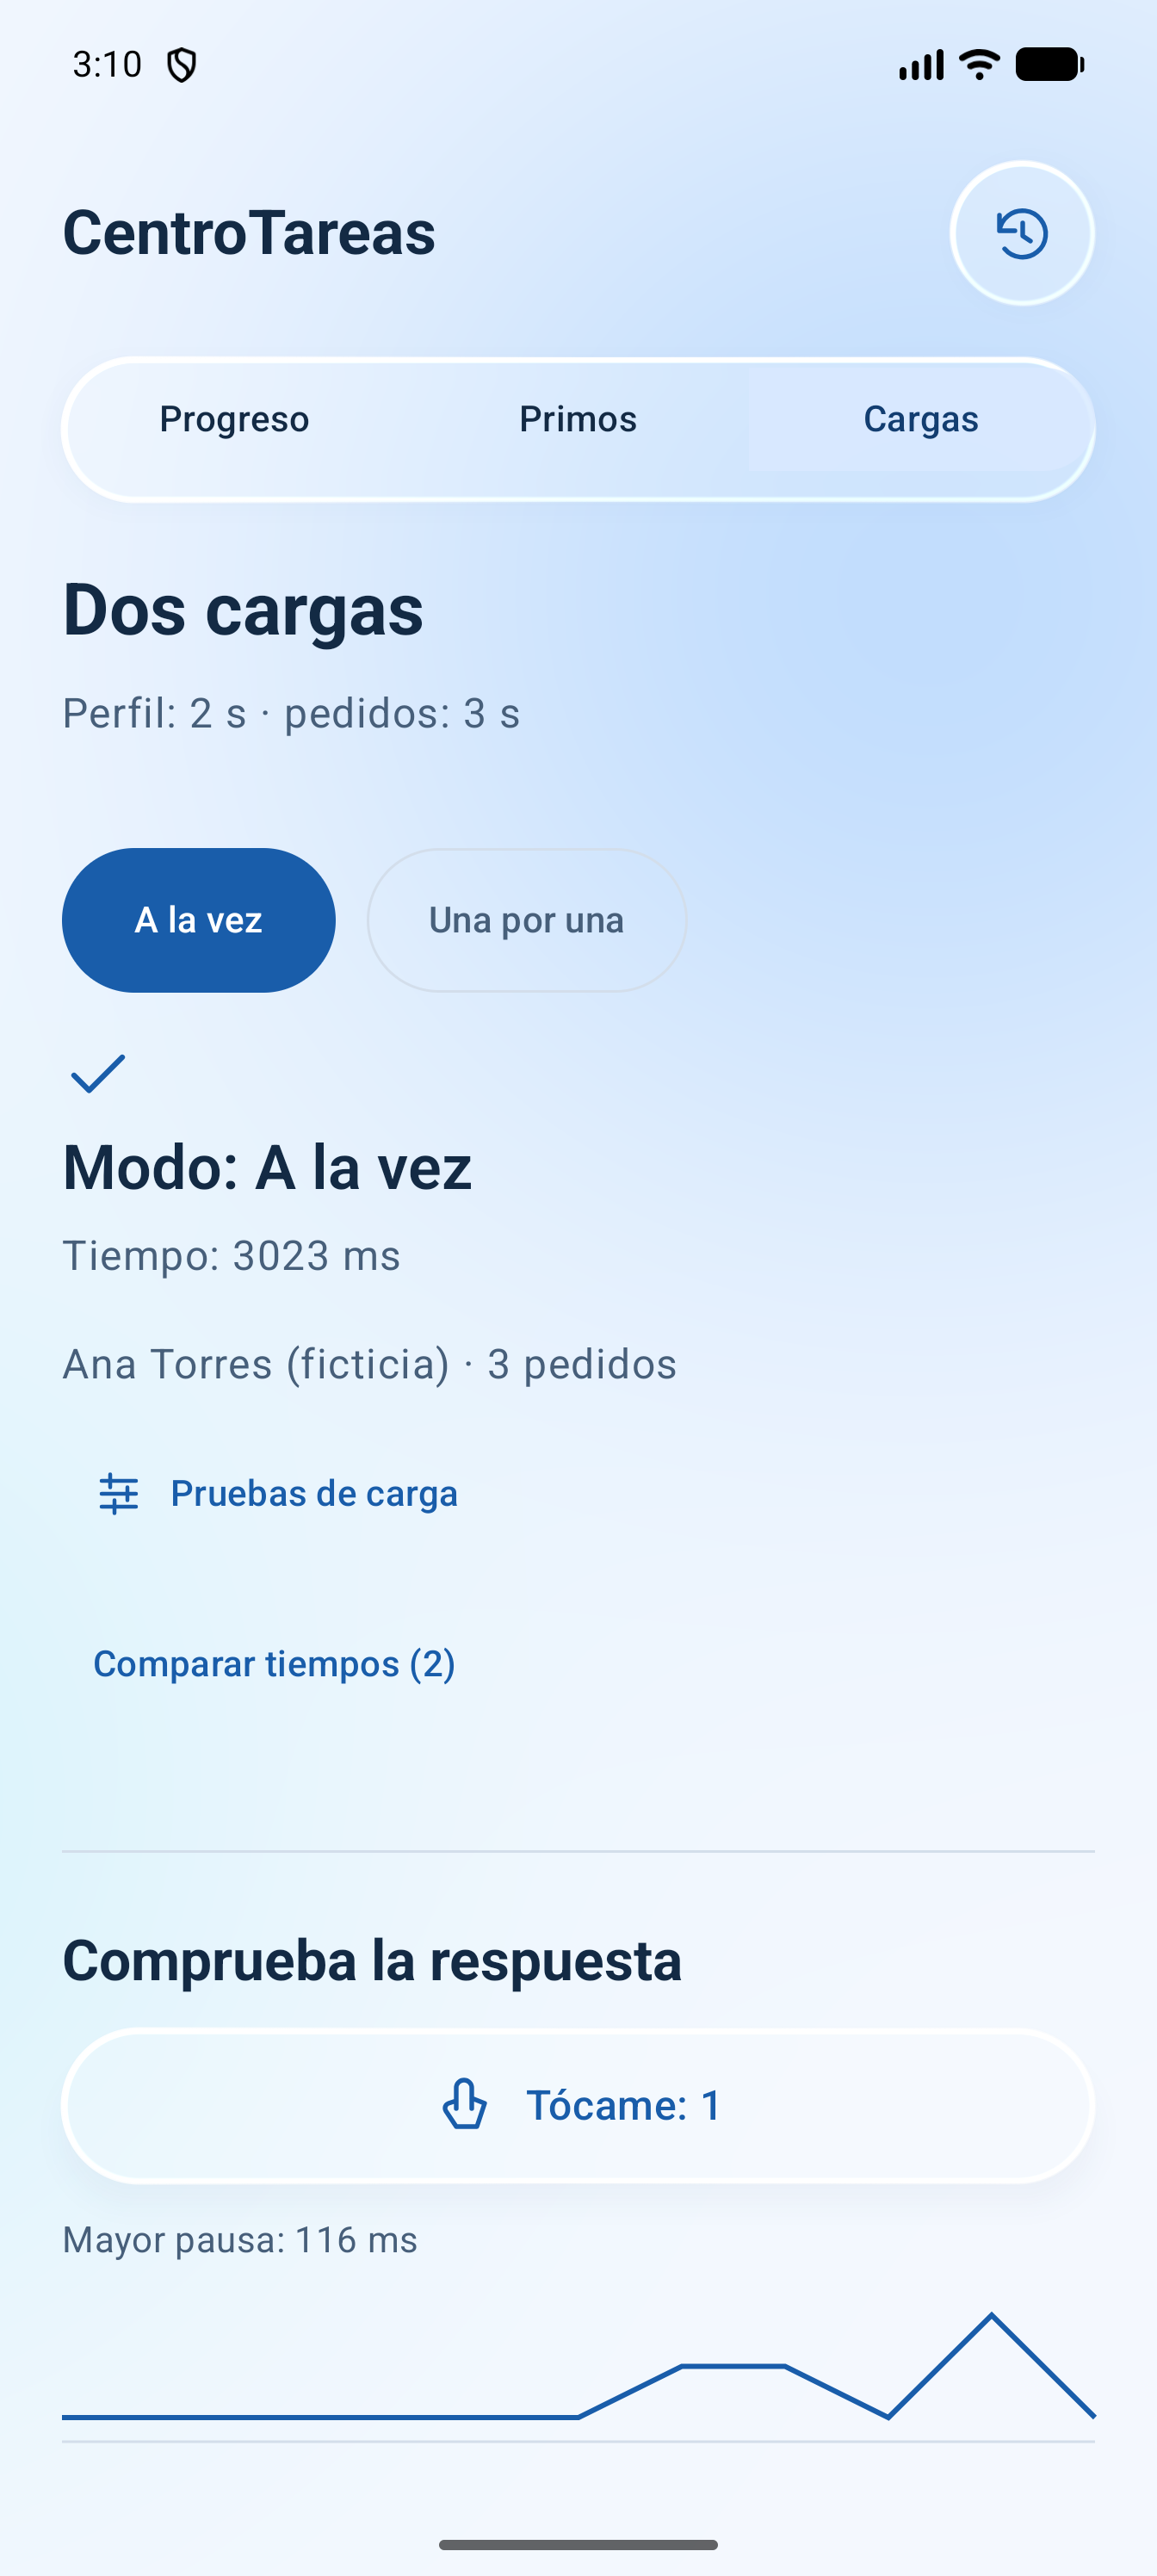 3:10
CentroTareas
Progreso Primos Cargas
Dos cargas
Perfil: 2 s · pedidos: 3 s
A la vez Una por una
Modo: A la vez
Tiempo: 3023 ms
Ana Torres (ficticia) · 3 pedidos
Pruebas de carga
Comparar tiempos (2)
Comprueba la respuesta
Tócame: 1
Mayor pausa: 116 ms